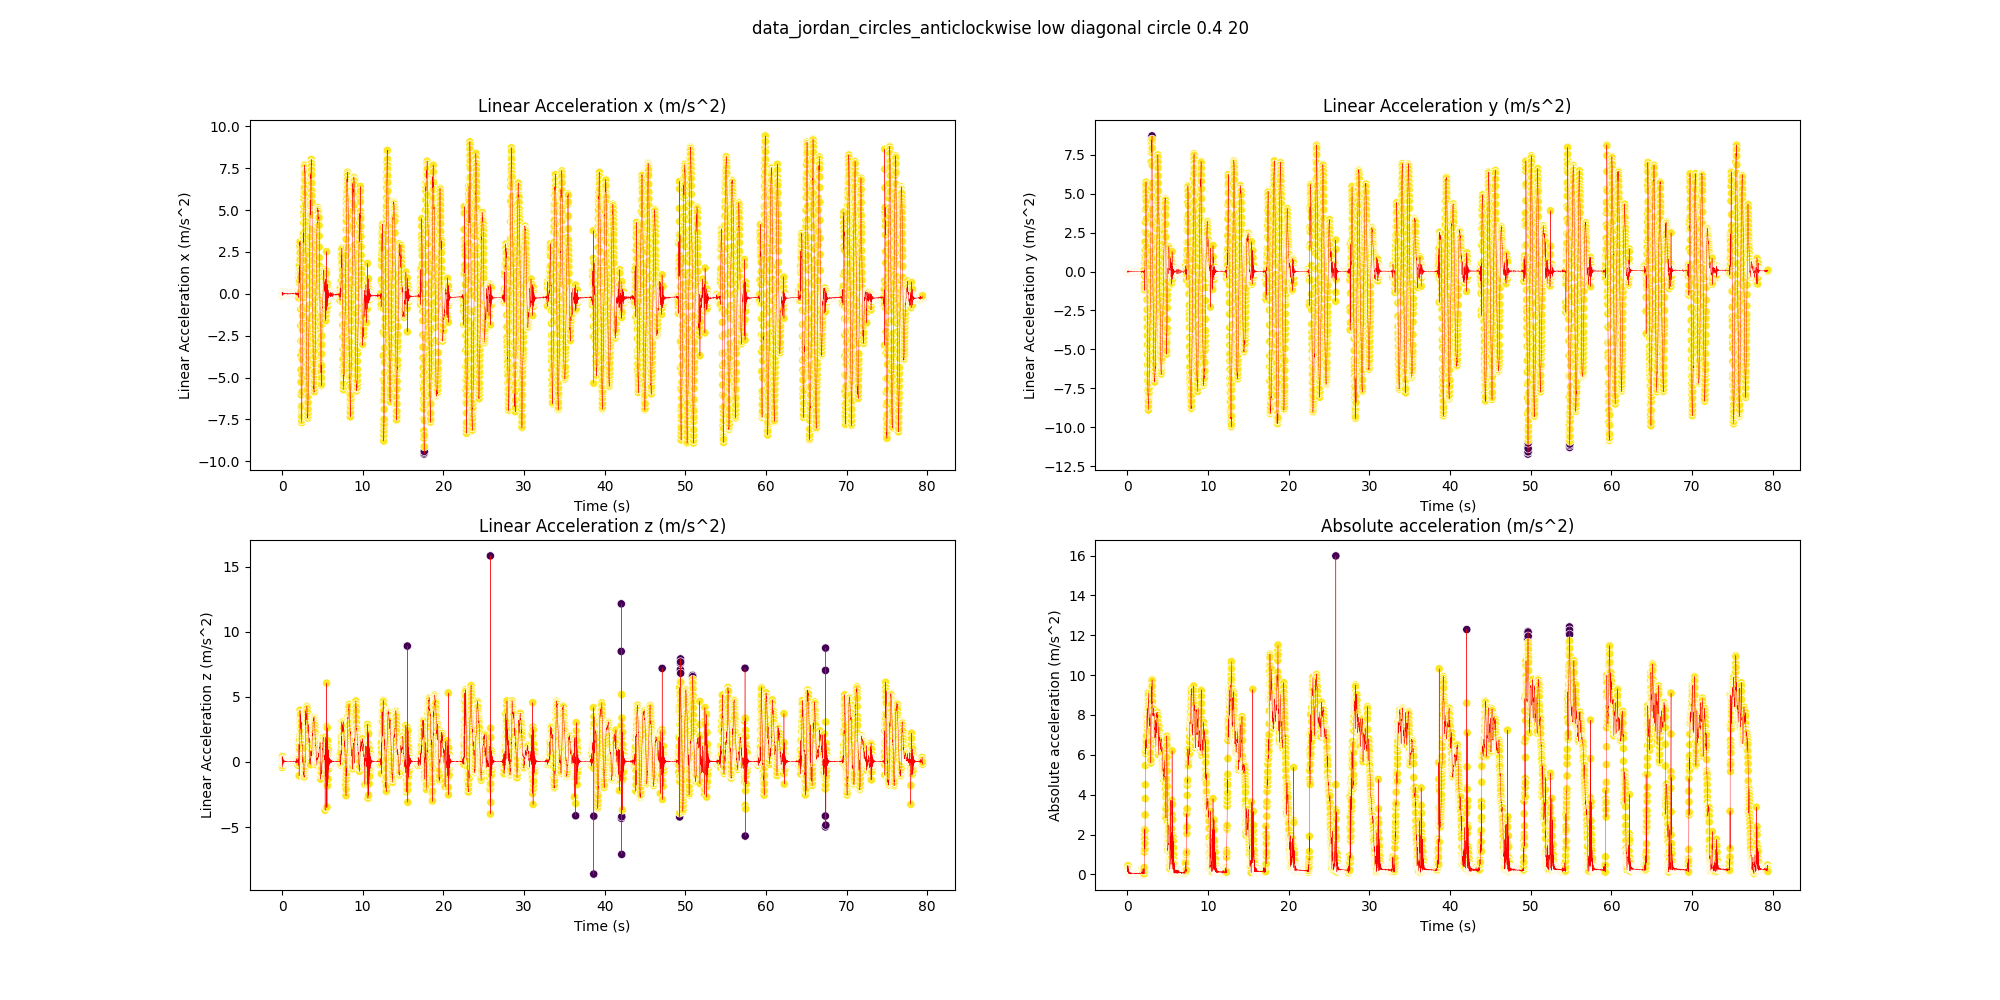 data_jordan_circles_anticlockwise low diagonal circle 0.4 20
Linear Acceleration x (m/s^2)
Linear Acceleration x (m/s^2)
10.0
7.5
5.0
2.5
0.0
−2.5
−5.0
−7.5
−10.0
0 10 20 30 40 50 60 70 80
Time (s)
Linear Acceleration y (m/s^2)
Linear Acceleration y (m/s^2)
7.5
5.0
2.5
0.0
−2.5
−5.0
−7.5
−10.0
−12.5
0 10 20 30 40 50 60 70 80
Time (s)
Linear Acceleration z (m/s^2)
Linear Acceleration z (m/s^2)
15
10
5
0
−5
0 10 20 30 40 50 60 70 80
Time (s)
Absolute acceleration (m/s^2)
Absolute acceleration (m/s^2)
16
14
12
10
8
6
4
2
0
0 10 20 30 40 50 60 70 80
Time (s)